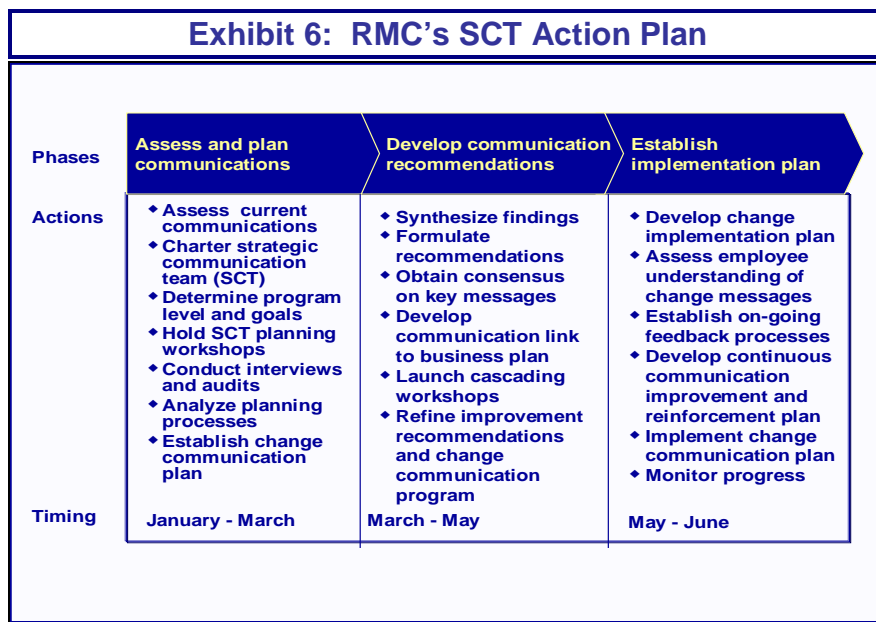 Exhibit 6: RMC's SCT Action Plan
Phases
Assess and plan
communications
Develop communication
recommendations
Establish
implementation plan
Actions
◆ Assess current
communications
◆ Charter strategic
communication
team (SCT)
◆ Determine program
level and goals
◆ Hold SCT planning
workshops
◆ Conduct interviews
and audits
◆ Analyze planning
processes
◆ Establish change
communication
plan
◆ Synthesize findings
◆ Formulate
recommendations
◆ Obtain consensus
on key messages
◆ Develop
communication link
to business plan
◆ Launch cascading
workshops
◆ Refine improvement
recommendations
and change
communication
program
◆ Develop change
implementation plan
◆ Assess employee
understanding of
change messages
◆ Establish on-going
feedback processes
◆ Develop continuous
communication
improvement and
reinforcement plan
◆ Implement change
communication plan
◆ Monitor progress
Timing
January - March
March - May
May - June